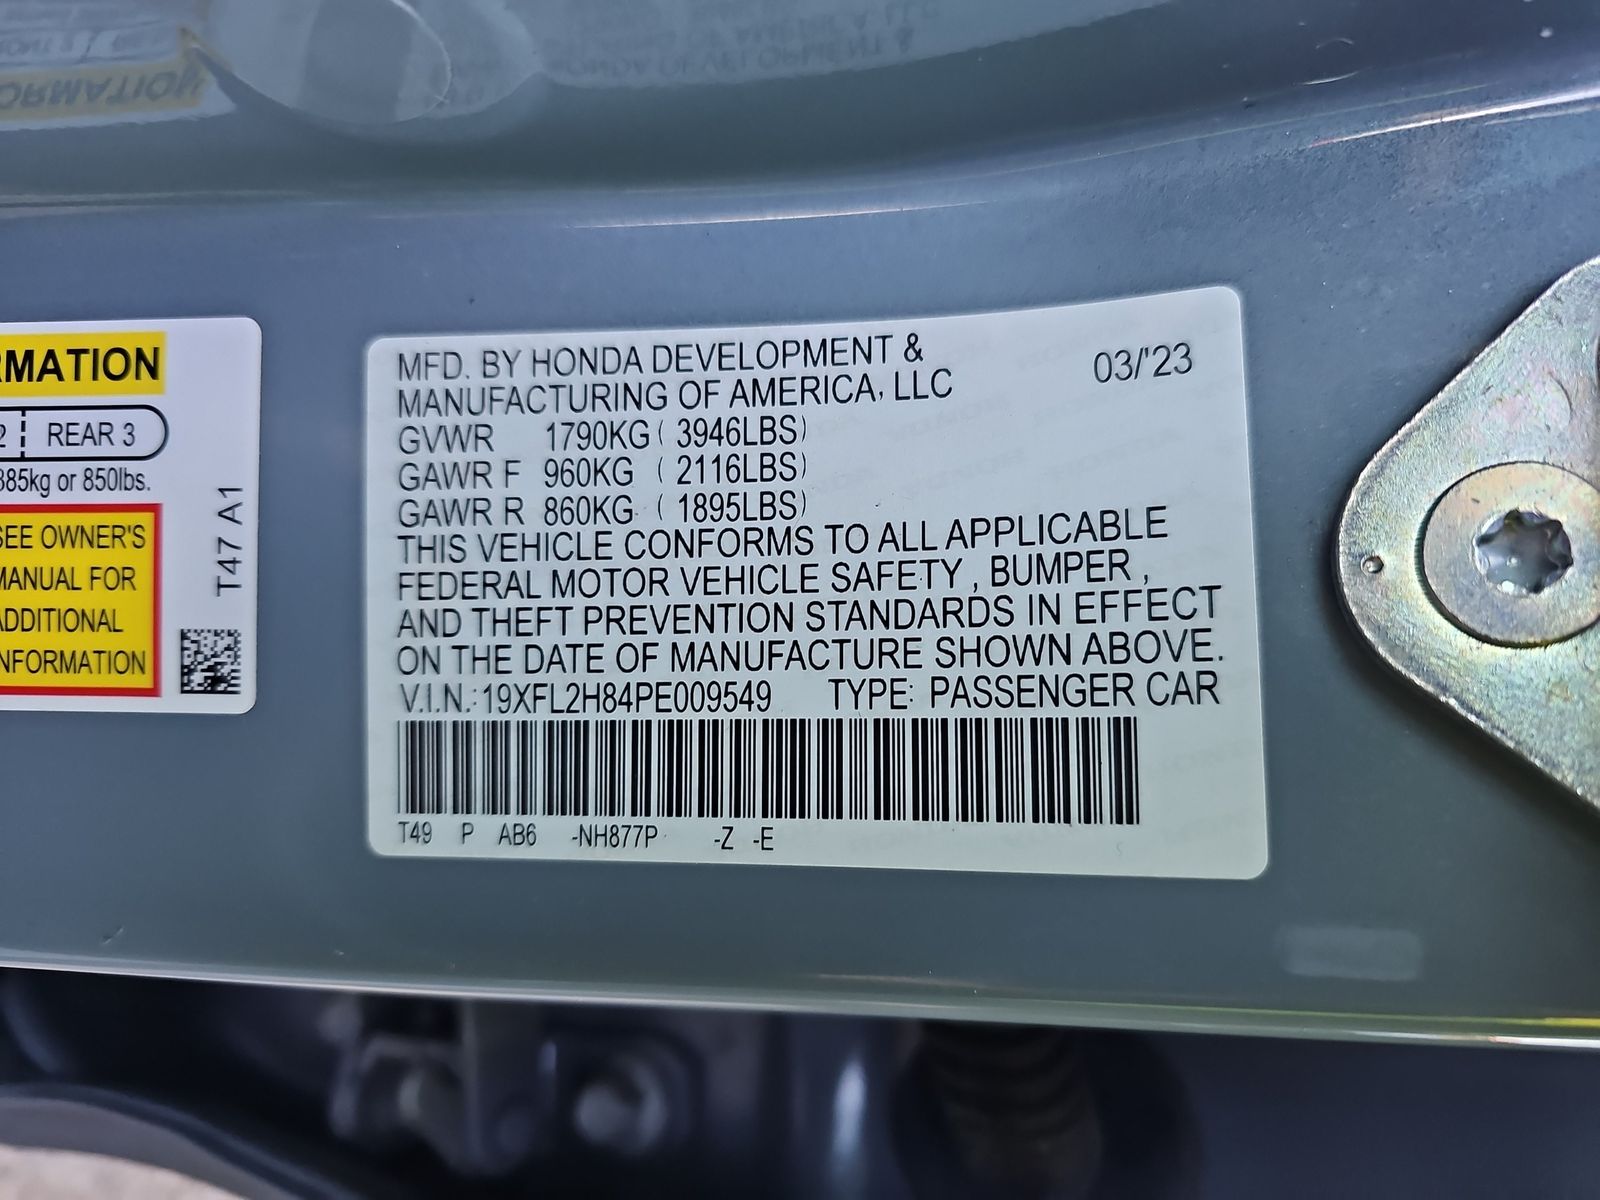 RMATION
2 REAR 3
385kg or 850lbs.
SEE OWNER'S
MANUAL FOR
ADDITIONAL
INFORMATION
T47 A1
MFD. BY HONDA DEVELOPMENT &
MANUFACTURING OF AMERICA, LLC
03/'23
GVWR 1790KG ( 3946LBS)
GAWR F 960KG ( 2116LBS)
GAWR R 860KG ( 1895LBS)
THIS VEHICLE CONFORMS TO ALL APPLICABLE
FEDERAL MOTOR VEHICLE SAFETY , BUMPER ,
AND THEFT PREVENTION STANDARDS IN EFFECT
ON THE DATE OF MANUFACTURE SHOWN ABOVE.
V.I.N.: 19XFL2H84PE009549 TYPE: PASSENGER CAR
T49 P AB6 -NH877P -Z -E